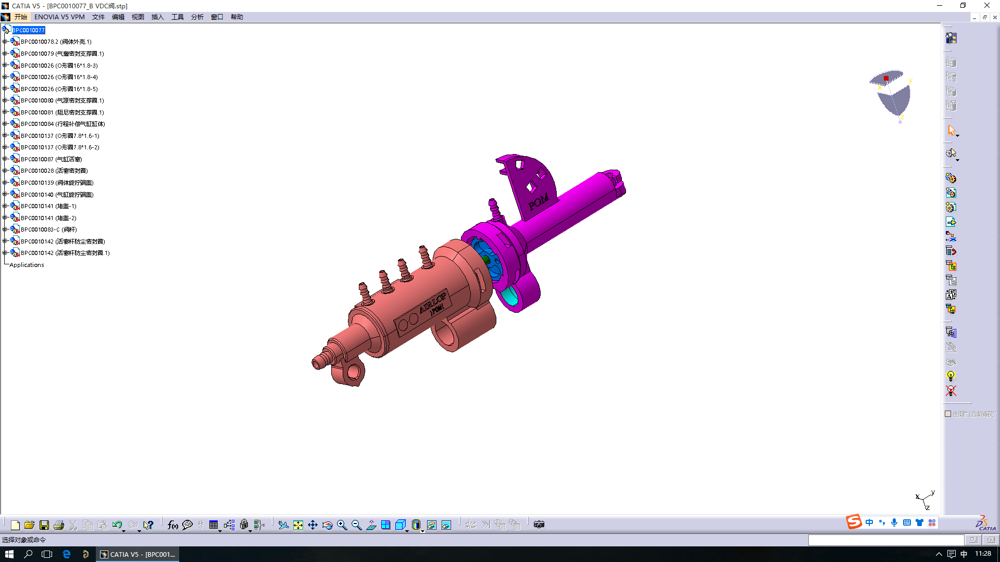 CATIA V5 - [BPC0010077_B VDC阀.stp]
开始 ENOVIA V5 VPM 文件 编辑 视图 插入 工具 分析 窗口 帮助
BPC0010077
BPC0010078.2 (阀体外壳.1)
BPC0010079 (气囊密封支撑圈.1)
BPC0010026 (O形圈16*1.8-3)
BPC0010026 (O形圈16*1.8-4)
BPC0010026 (O形圈16*1.8-5)
BPC0010080 (气源密封支撑圈.1)
BPC0010081 (阻尼密封支撑圈.1)
BPC0010084 (行程补偿气缸缸体)
BPC0010137 (O形圈7.8*1.6-1)
BPC0010137 (O形圈7.8*1.6-2)
BPC0010087 (气缸活塞)
BPC0010028 (活塞密封圈)
BPC0010139 (阀体旋拧端盖)
BPC0010140 (气缸旋拧端盖)
BPC0010141 (堵盖-1)
BPC0010141 (堵盖-2)
BPC0010083-C (阀杆)
BPC0010142 (活塞杆防尘密封圈)
BPC0010142 (活塞杆防尘密封圈.1)
Applications
POM
AIRLOP
)POM(
x
y
z
x
y
z
创建“过滤捕获”
中
DS CATIA
选择对象或命令
CATIA V5 - [BPC001...
中
11:28